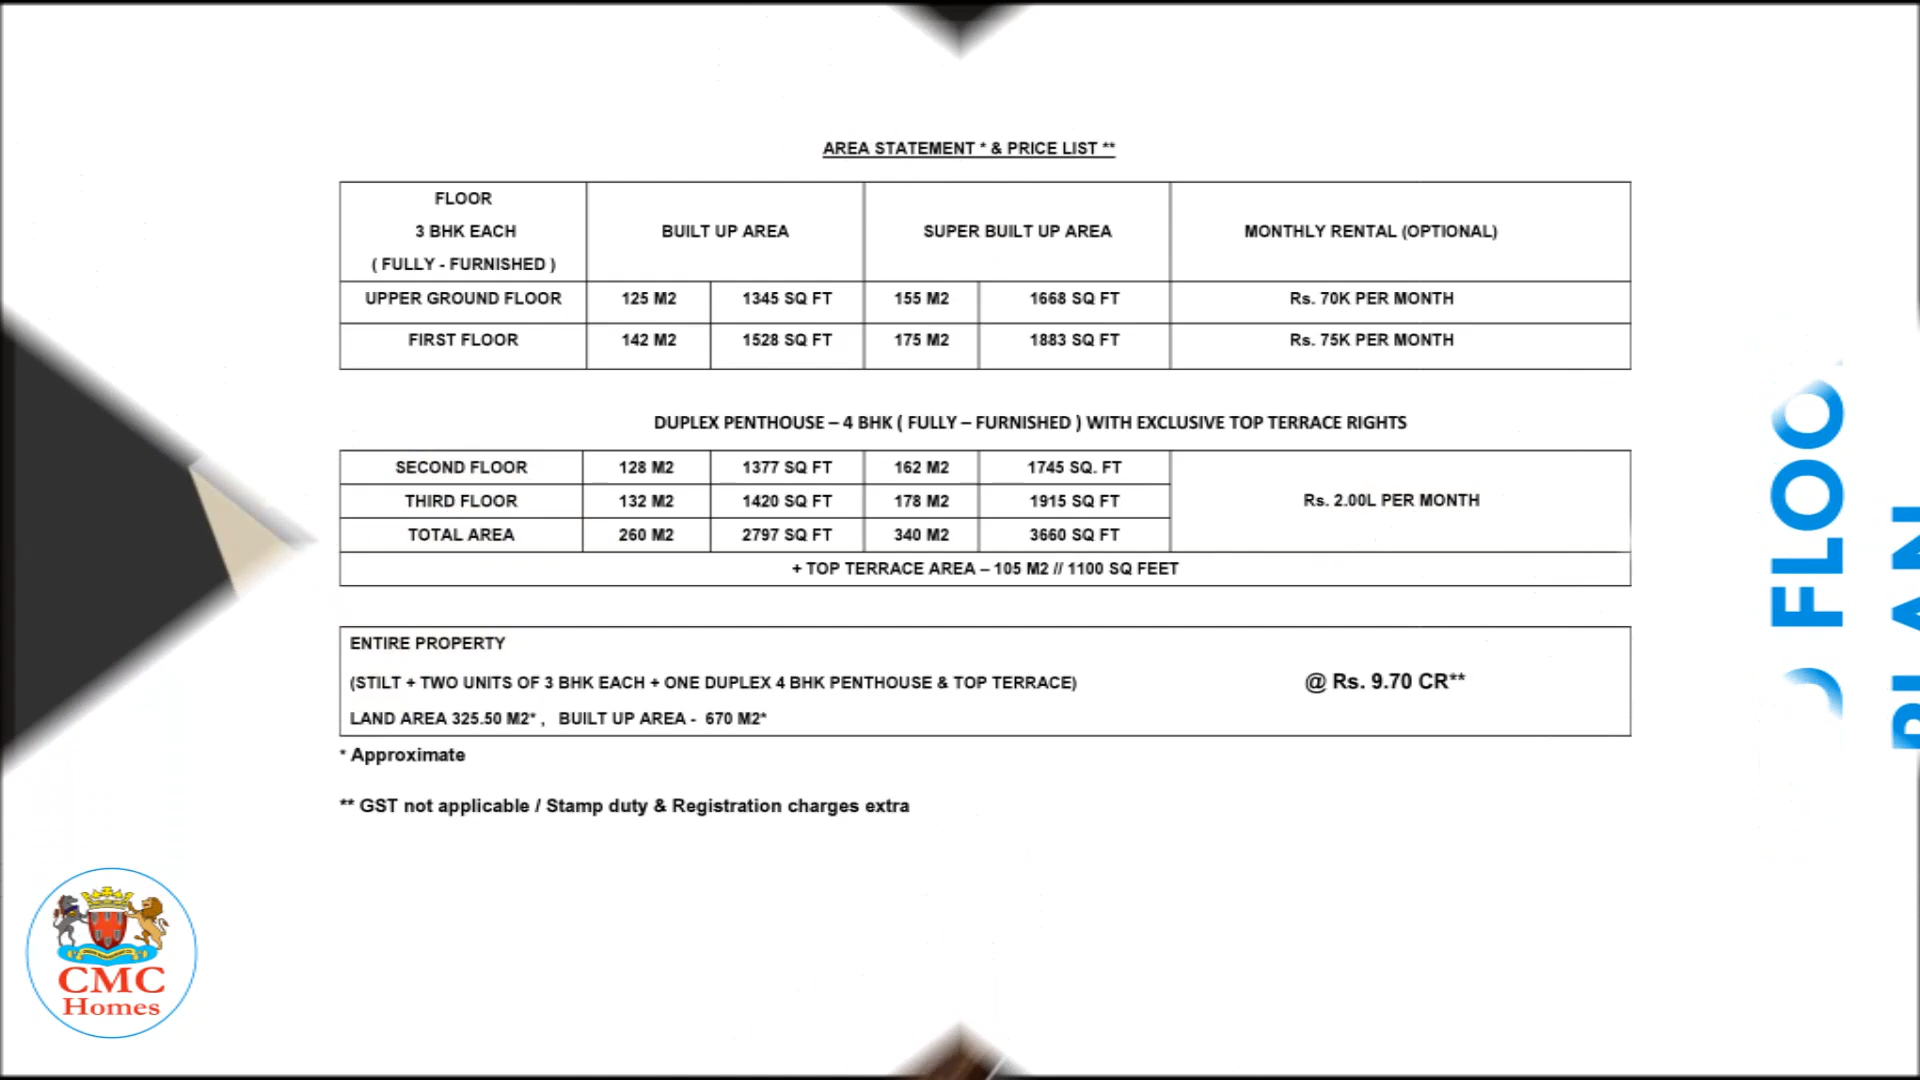 AREA STATEMENT * & PRICE LIST **
FLOOR
3 BHK EACH
( FULLY - FURNISHED )
BUILT UP AREA
SUPER BUILT UP AREA
MONTHLY RENTAL (OPTIONAL)
UPPER GROUND FLOOR 125 M2 1345 SQ FT 155 M2 1668 SQ FT Rs. 70K PER MONTH
FIRST FLOOR 142 M2 1528 SQ FT 175 M2 1883 SQ FT Rs. 75K PER MONTH
DUPLEX PENTHOUSE – 4 BHK ( FULLY – FURNISHED ) WITH EXCLUSIVE TOP TERRACE RIGHTS
SECOND FLOOR 128 M2 1377 SQ FT 162 M2 1745 SQ. FT
THIRD FLOOR 132 M2 1420 SQ FT 178 M2 1915 SQ FT Rs. 2.00L PER MONTH
TOTAL AREA 260 M2 2797 SQ FT 340 M2 3660 SQ FT
+ TOP TERRACE AREA – 105 M2 // 1100 SQ FEET
ENTIRE PROPERTY
(STILT + TWO UNITS OF 3 BHK EACH + ONE DUPLEX 4 BHK PENTHOUSE & TOP TERRACE) @ Rs. 9.70 CR**
LAND AREA 325.50 M2* , BUILT UP AREA - 670 M2*
* Approximate
** GST not applicable / Stamp duty & Registration charges extra
FLOO
CMC
Homes